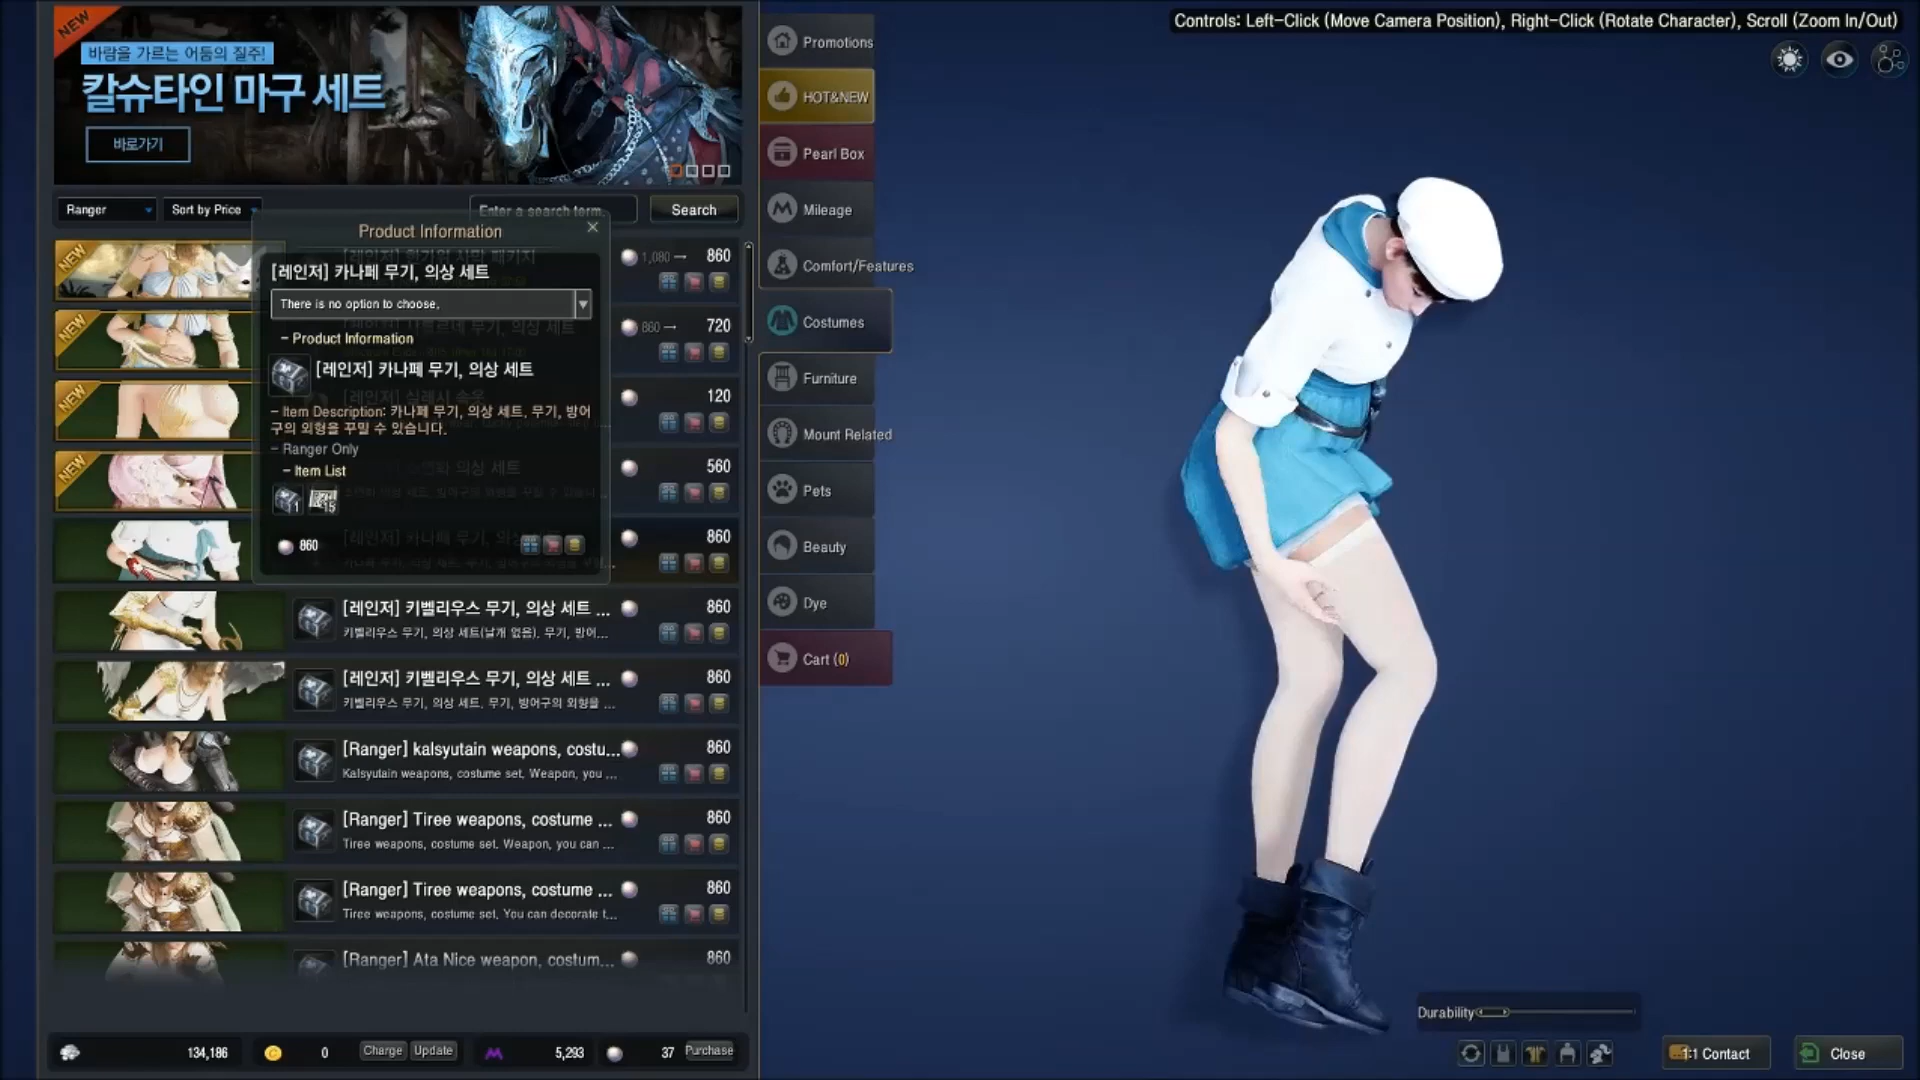 Controls: Left-Click (Move Camera Position), Right-Click (Rotate Character), Scroll (Zoom In/Out)
NEW
바람을 가르는 어둠의 질주!
칼슈타인 마구 세트
바로가기
Ranger
Sort by Price
Enter a search term.
Search
Product Information
[레인저] 카나페 무기, 의상 세트
There is no option to choose.
- Product Information
[레인저] 카나페 무기, 의상 세트
- Item Description: 카나페 무기, 의상 세트. 무기, 방어
구의 외형을 꾸밀 수 있습니다.
- Ranger Only
- Item List
1
15
860
NEW
1,080 → 860
NEW
860 → 720
NEW
120
NEW
560
860
[레인저] 키벨리우스 무기, 의상 세트 ...
860
키벨리우스 무기, 의상 세트(날개 없음). 무기, 방어...
[레인저] 키벨리우스 무기, 의상 세트 ...
860
키벨리우스 무기, 의상 세트. 무기, 방어구의 외형을 ...
[Ranger] kalsyutain weapons, costu...
860
Kalsyutain weapons, costume set. Weapon, you ...
[Ranger] Tiree weapons, costume ...
860
Tiree weapons, costume set. Weapon, you can ...
[Ranger] Tiree weapons, costume ...
860
Tiree weapons, costume set. You can decorate t...
[Ranger] Ata Nice weapon, costum...
860
134,186
0
Charge
Update
5,293
37
Purchase
Promotions
HOT&NEW
Pearl Box
Mileage
Comfort/Features
Costumes
Furniture
Mount Related
Pets
Beauty
Dye
Cart (0)
Durability
1:1 Contact
Close